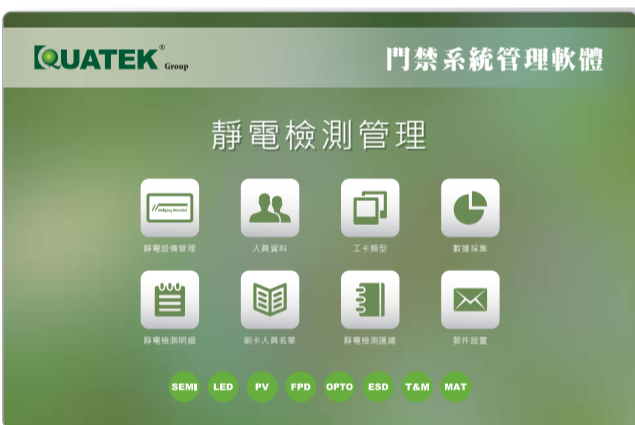 QUATEK® Group
門禁系統管理軟體
靜電檢測管理
靜電設備管理 人員資料 工卡類型 數據採集
靜電檢測明細 刷卡人員名單 靜電檢測匯總 郵件設置
SEMI LED PV FPD OPTO ESD T&M MAT